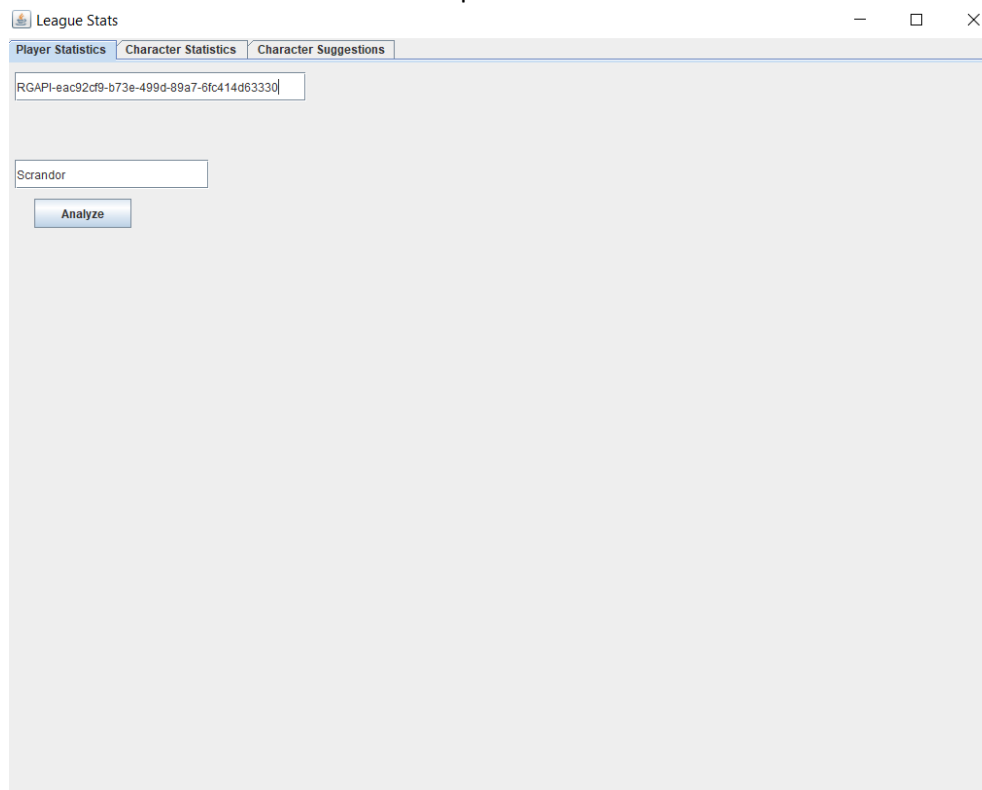 League Stats
Player Statistics Character Statistics Character Suggestions
RGAPI-eac92cf9-b73e-499d-89a7-6fc414d63330
Scrandor
Analyze